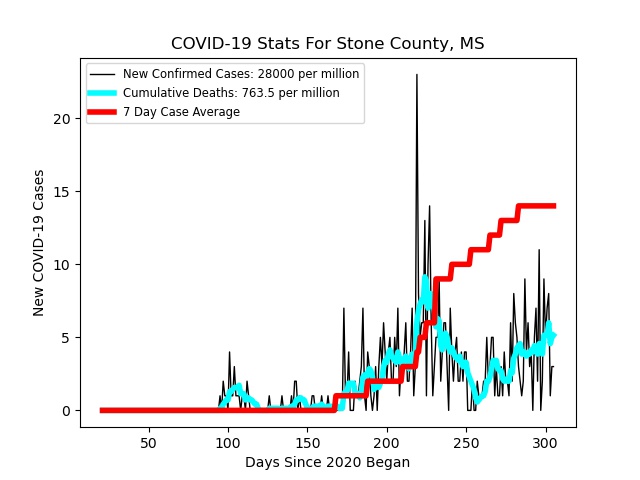 COVID-19 Stats For Stone County, MS
New Confirmed Cases: 28000 per million
Cumulative Deaths: 763.5 per million
7 Day Case Average
New COVID-19 Cases
20
15
10
5
0
50 100 150 200 250 300
Days Since 2020 Began